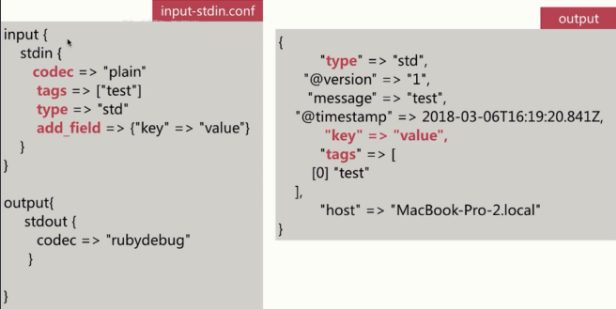 input-stdin.conf
input {
stdin {
codec => "plain"
tags => ["test"]
type => "std"
add_field => {"key" => "value"}
}
}
output{
stdout {
codec => "rubydebug"
}
}
output
{
"type" => "std",
"@version" => "1",
"message" => "test",
"@timestamp" => 2018-03-06T16:19:20.841Z,
"key" => "value",
"tags" => [
[0] "test"
],
"host" => "MacBook-Pro-2.local"
}